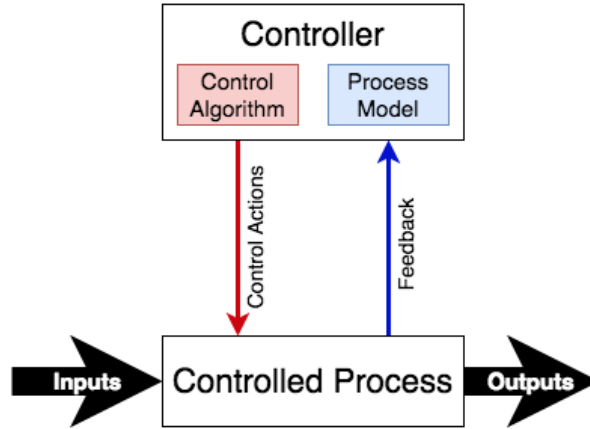 Controller
Control
Algorithm
Process
Model
Control Actions
Feedback
Inputs
Controlled Process
Outputs